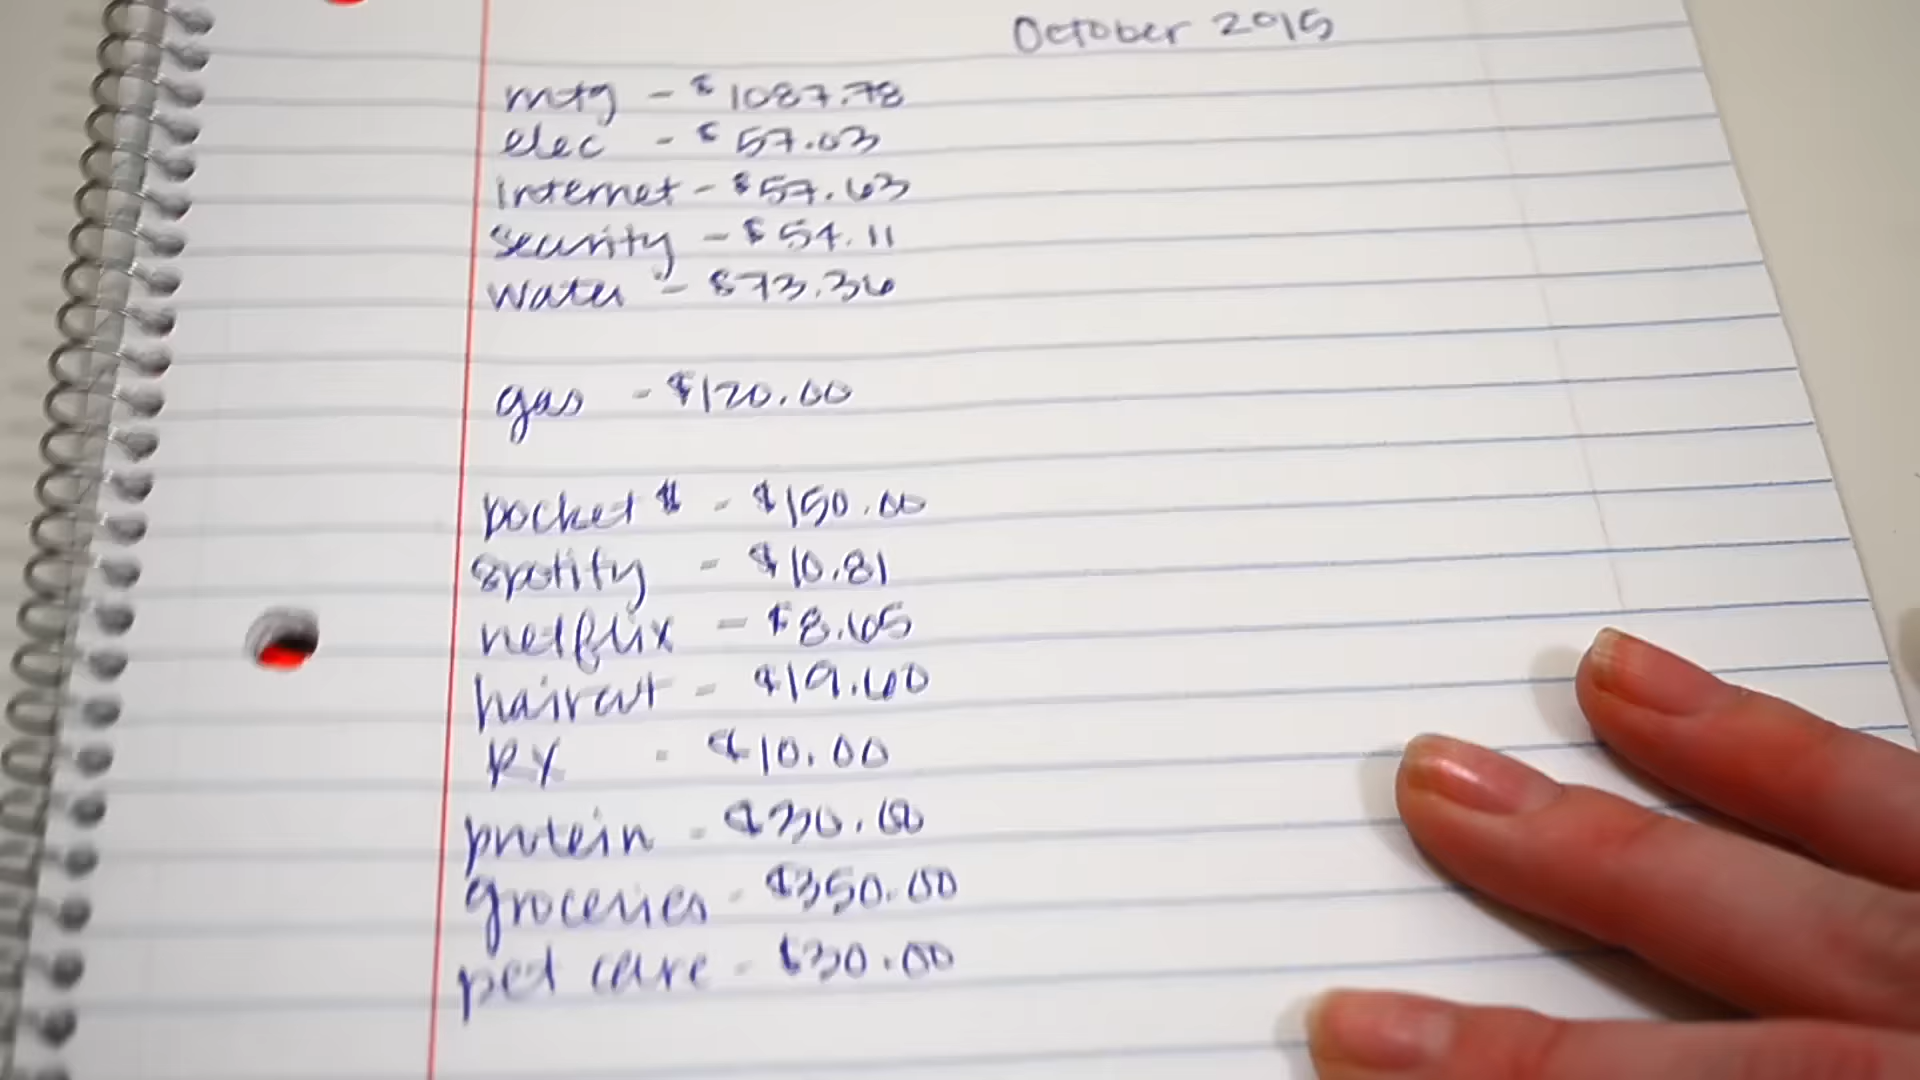 October 2015
mtg - $1087.78
elec - $57.03
internet - $57.63
security - $54.11
water - $73.36
gas - $120.00
pocket $ - $150.00
spotify - $10.81
netflix - $8.65
haircut - $19.60
RX - $10.00
protein - $30.00
groceries - $350.00
pet care - $30.00